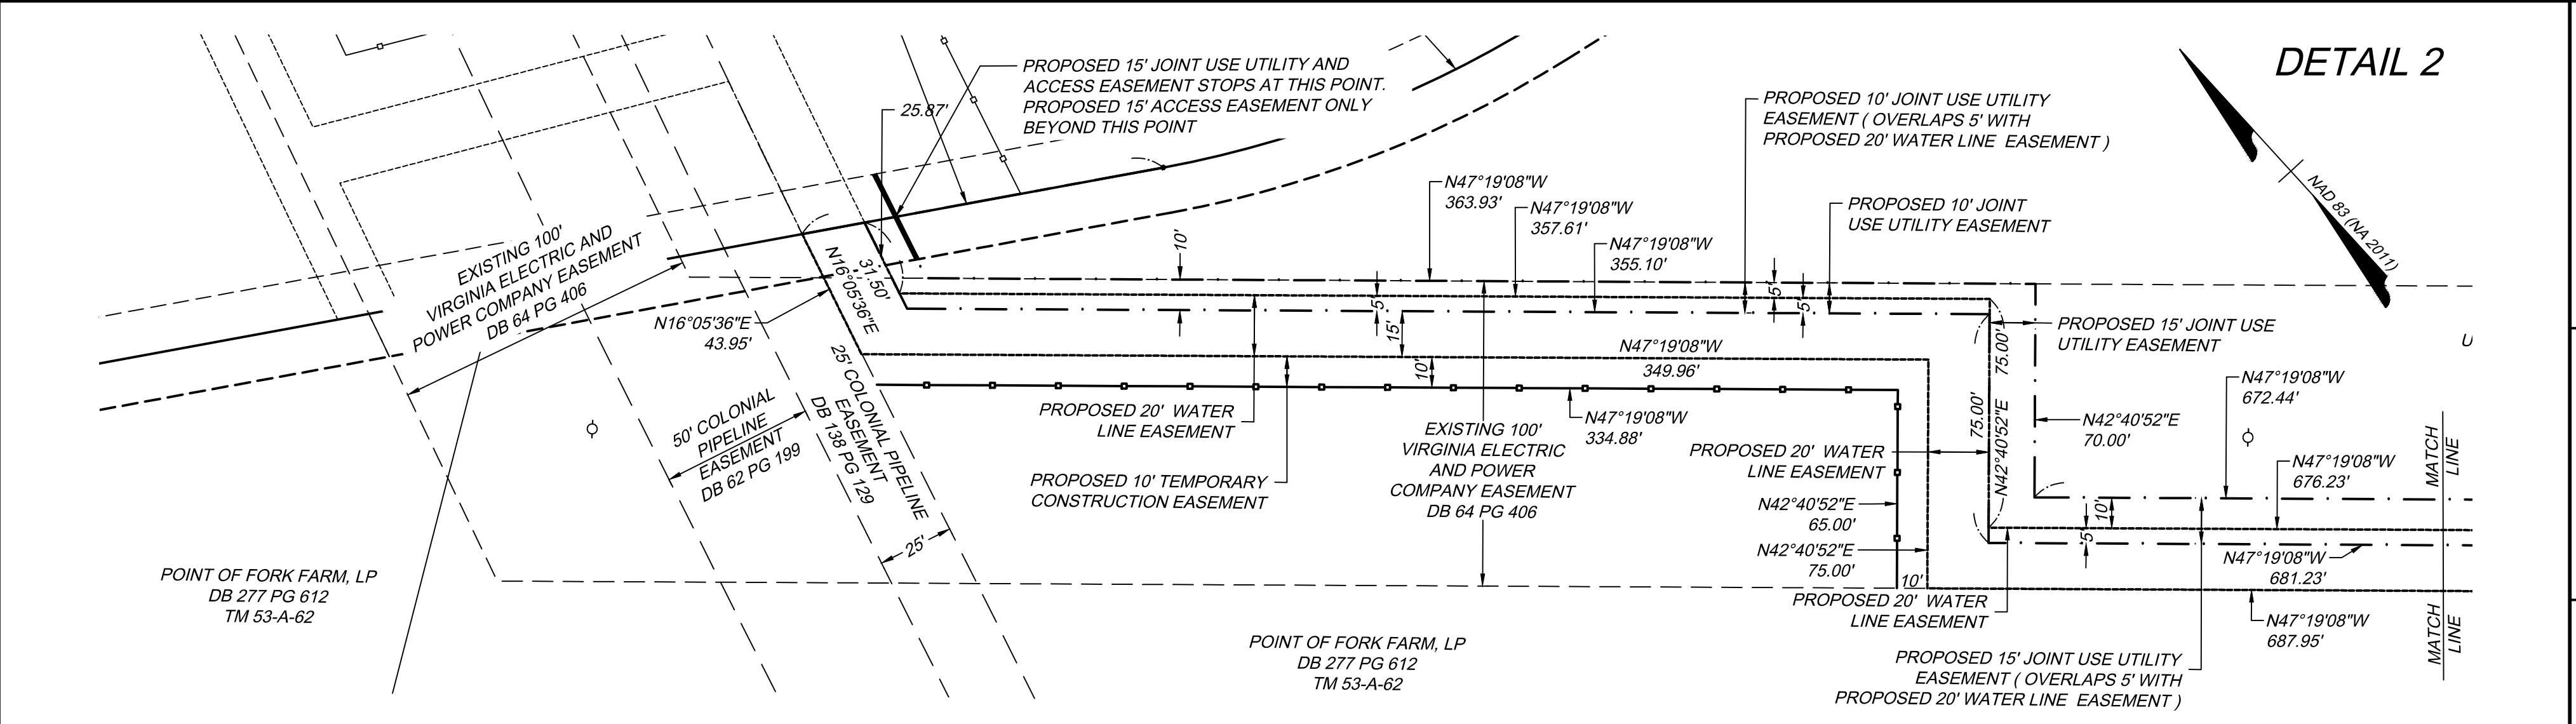 DETAIL 2
PROPOSED 15' JOINT USE UTILITY AND
ACCESS EASEMENT STOPS AT THIS POINT.
PROPOSED 15' ACCESS EASEMENT ONLY
BEYOND THIS POINT
25.87'
PROPOSED 10' JOINT USE UTILITY
EASEMENT ( OVERLAPS 5' WITH
PROPOSED 20' WATER LINE EASEMENT )
NAD 83 (NA 2011)
N47°19'08"W
363.93'
N47°19'08"W
357.61'
N47°19'08"W
355.10'
PROPOSED 10' JOINT
USE UTILITY EASEMENT
EXISTING 100'
VIRGINIA ELECTRIC AND
POWER COMPANY EASEMENT
DB 64 PG 406
N16°05'36"E
43.95'
31.50'
N16°05'36"E
10'
5'
15'
10'
5'
5'
N47°19'08"W
349.96'
75.00'
75.00'
N42°40'52"E
PROPOSED 15' JOINT USE
UTILITY EASEMENT
U
N47°19'08"W
672.44'
N42°40'52"E
70.00'
50' COLONIAL
PIPELINE
EASEMENT
DB 62 PG 199
25' COLONIAL PIPELINE
EASEMENT
DB 138 PG 129
25'
PROPOSED 20' WATER
LINE EASEMENT
PROPOSED 10' TEMPORARY
CONSTRUCTION EASEMENT
EXISTING 100'
VIRGINIA ELECTRIC
AND POWER
COMPANY EASEMENT
DB 64 PG 406
N47°19'08"W
334.88'
PROPOSED 20' WATER
LINE EASEMENT
N42°40'52"E
65.00'
N42°40'52"E
75.00'
10'
N47°19'08"W
676.23'
MATCH
LINE
10'
5'
N47°19'08"W
681.23'
PROPOSED 20' WATER
LINE EASEMENT
N47°19'08"W
687.95'
MATCH
LINE
POINT OF FORK FARM, LP
DB 277 PG 612
TM 53-A-62
POINT OF FORK FARM, LP
DB 277 PG 612
TM 53-A-62
PROPOSED 15' JOINT USE UTILITY
EASEMENT ( OVERLAPS 5' WITH
PROPOSED 20' WATER LINE EASEMENT )